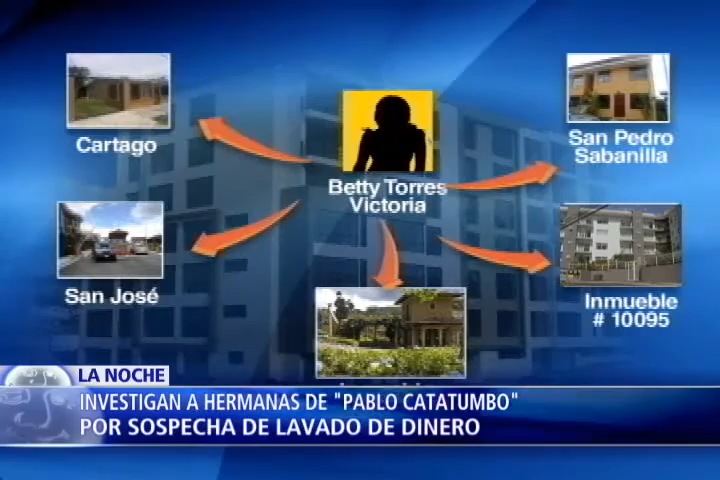 Cartago
Betty Torres
Victoria
San Pedro
Sabanilla
San José
Inmueble
# 10095
LA NOCHE
INVESTIGAN A HERMANAS DE "PABLO CATATUMBO"
POR SOSPECHA DE LAVADO DE DINERO